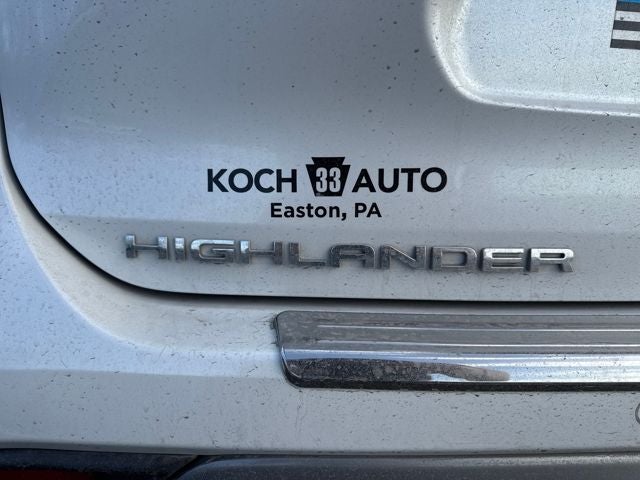 KOCH 33 AUTO
Easton, PA
HIGHLANDER